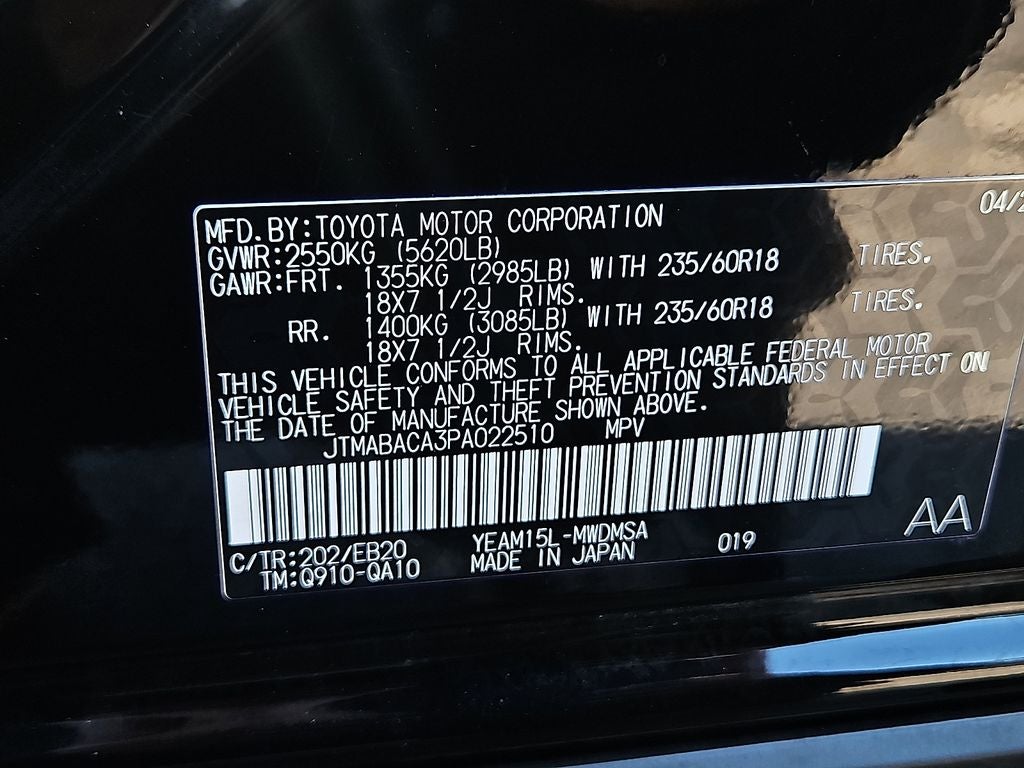 04/2
MFD.BY:TOYOTA MOTOR CORPORATION
GVWR:2550KG (5620LB)
GAWR:FRT. 1355KG (2985LB) WITH 235/60R18 TIRES.
18X7 1/2J RIMS.
RR. 1400KG (3085LB) WITH 235/60R18 TIRES.
18X7 1/2J RIMS.
THIS VEHICLE CONFORMS TO ALL APPLICABLE FEDERAL MOTOR
VEHICLE SAFETY AND THEFT PREVENTION STANDARDS IN EFFECT ON
THE DATE OF MANUFACTURE SHOWN ABOVE.
JTMABACA3PA022510 MPV
C/TR:202/EB20 YEAM15L-MWDMSA 019 AA
TM:Q910-QA10 MADE IN JAPAN